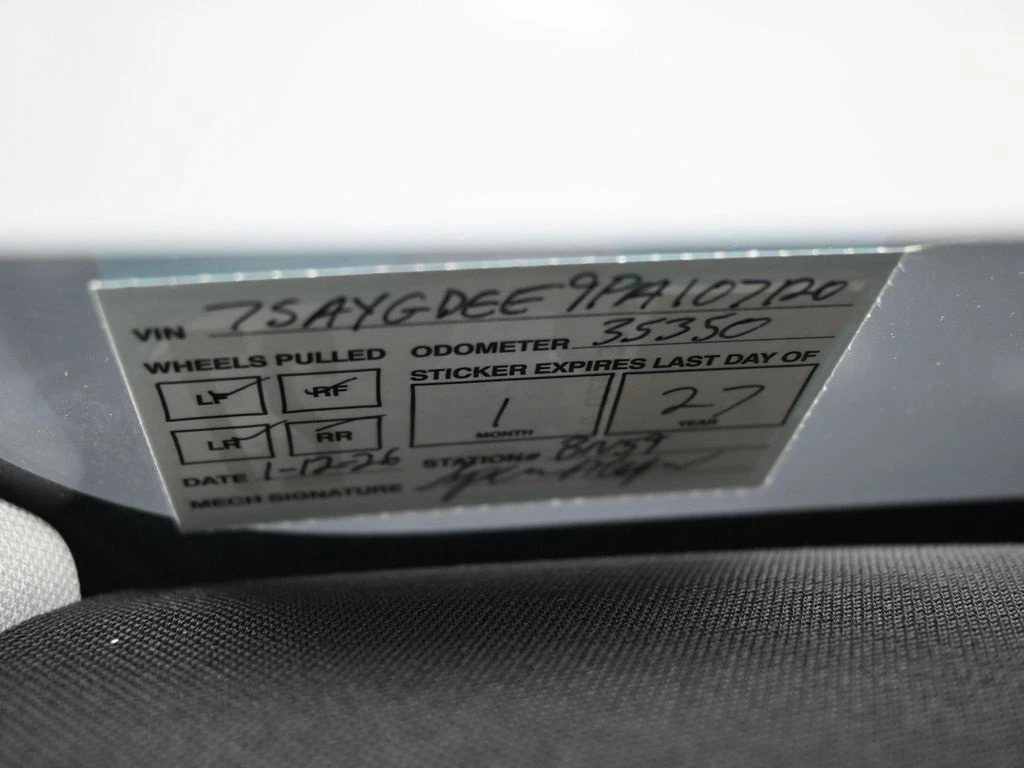 VIN 7SAYGDEE9PA107120
WHEELS PULLED ODOMETER 35350
STICKER EXPIRES LAST DAY OF
LF RF 1 27
MONTH YEAR
LR RR
DATE 1-12-26 STATION# BN59
MECH SIGNATURE